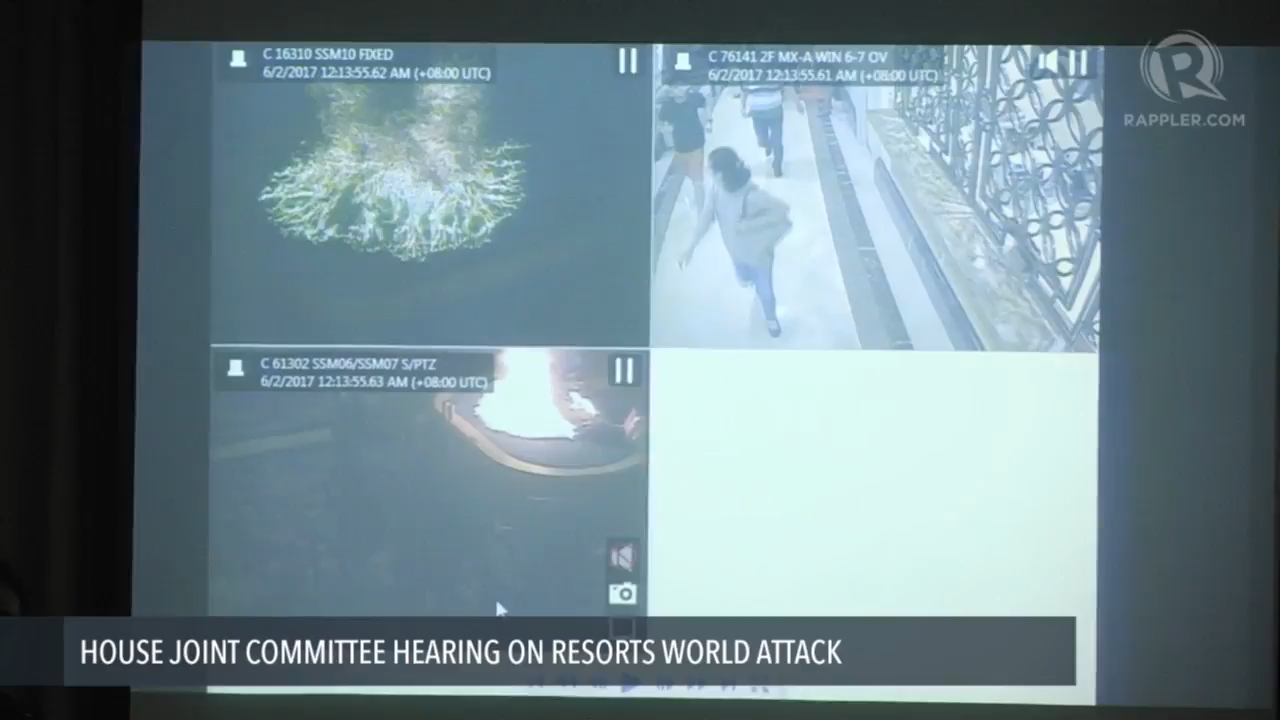 C 16310 SSM10 FIXED
6/2/2017 12:13:55.62 AM (+08:00 UTC)
C 76141 2F MX-A WIN 6-7 OV
6/2/2017 12:13:55.61 AM (+08:00 UTC)
R
RAPPLER.COM
C 61302 SSM06/SSM07 S/PTZ
6/2/2017 12:13:55.63 AM (+08:00 UTC)
HOUSE JOINT COMMITTEE HEARING ON RESORTS WORLD ATTACK